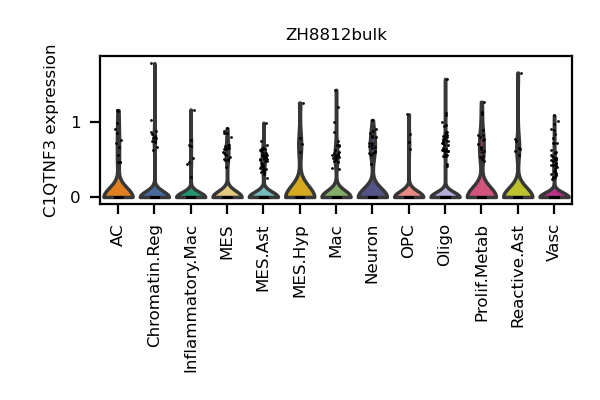 ZH8812bulk
C1QTNF3 expression
1
0
AC
Chromatin.Reg
Inflammatory.Mac
MES
MES.Ast
MES.Hyp
Mac
Neuron
OPC
Oligo
Prolif.Metab
Reactive.Ast
Vasc